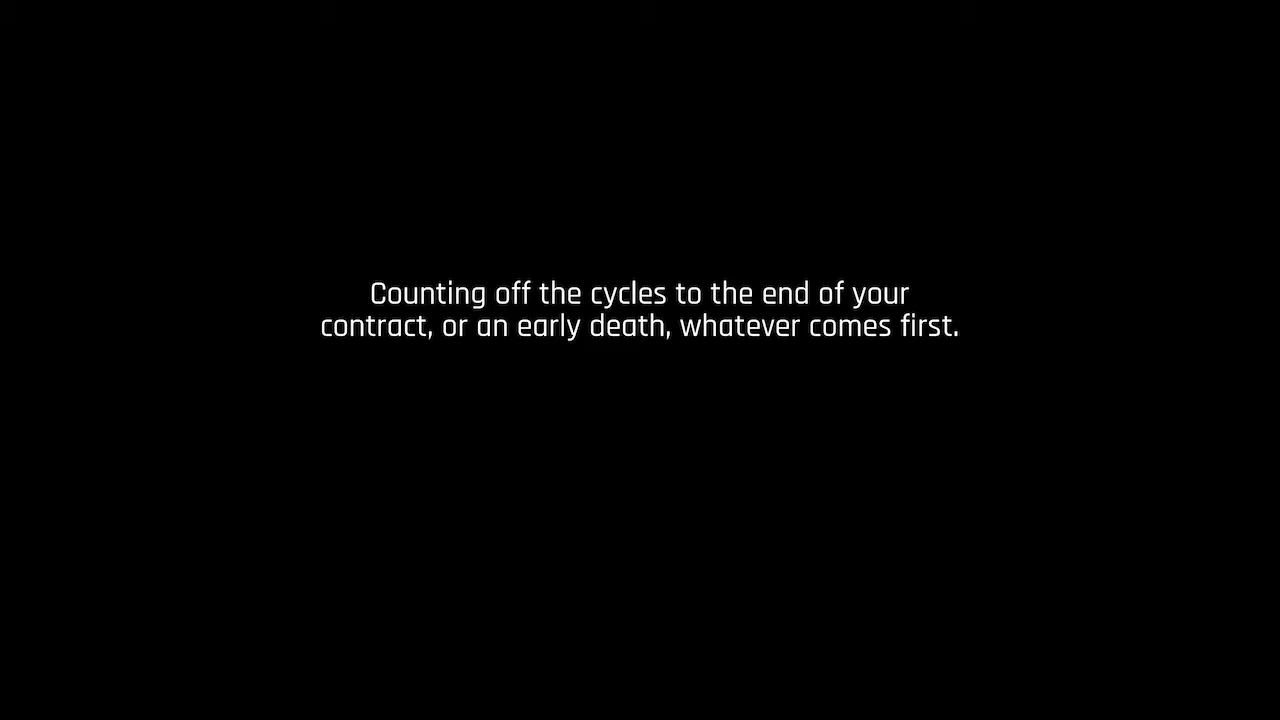 Counting off the cycles to the end of your
contract, or an early death, whatever comes first.